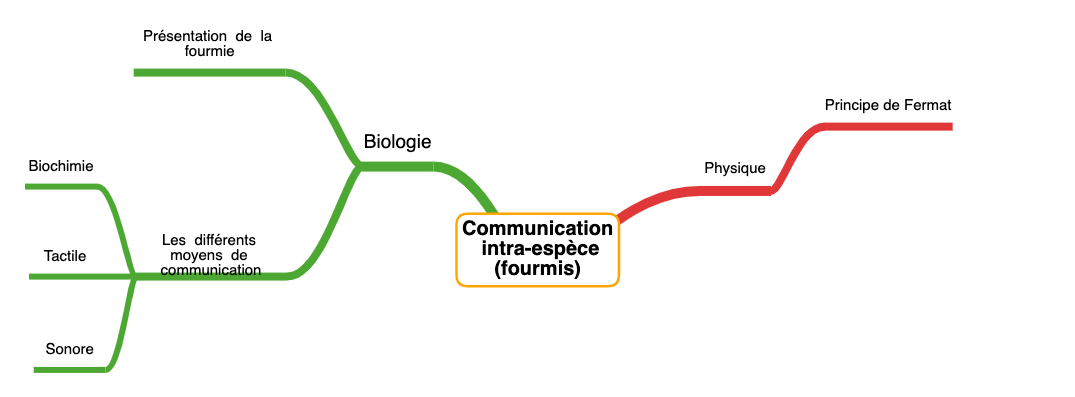 Présentation de la
fourmie
Biologie
Biochimie
Tactile
Les différents
moyens de
communication
Sonore
Communication
intra-espèce
(fourmis)
Physique
Principe de Fermat